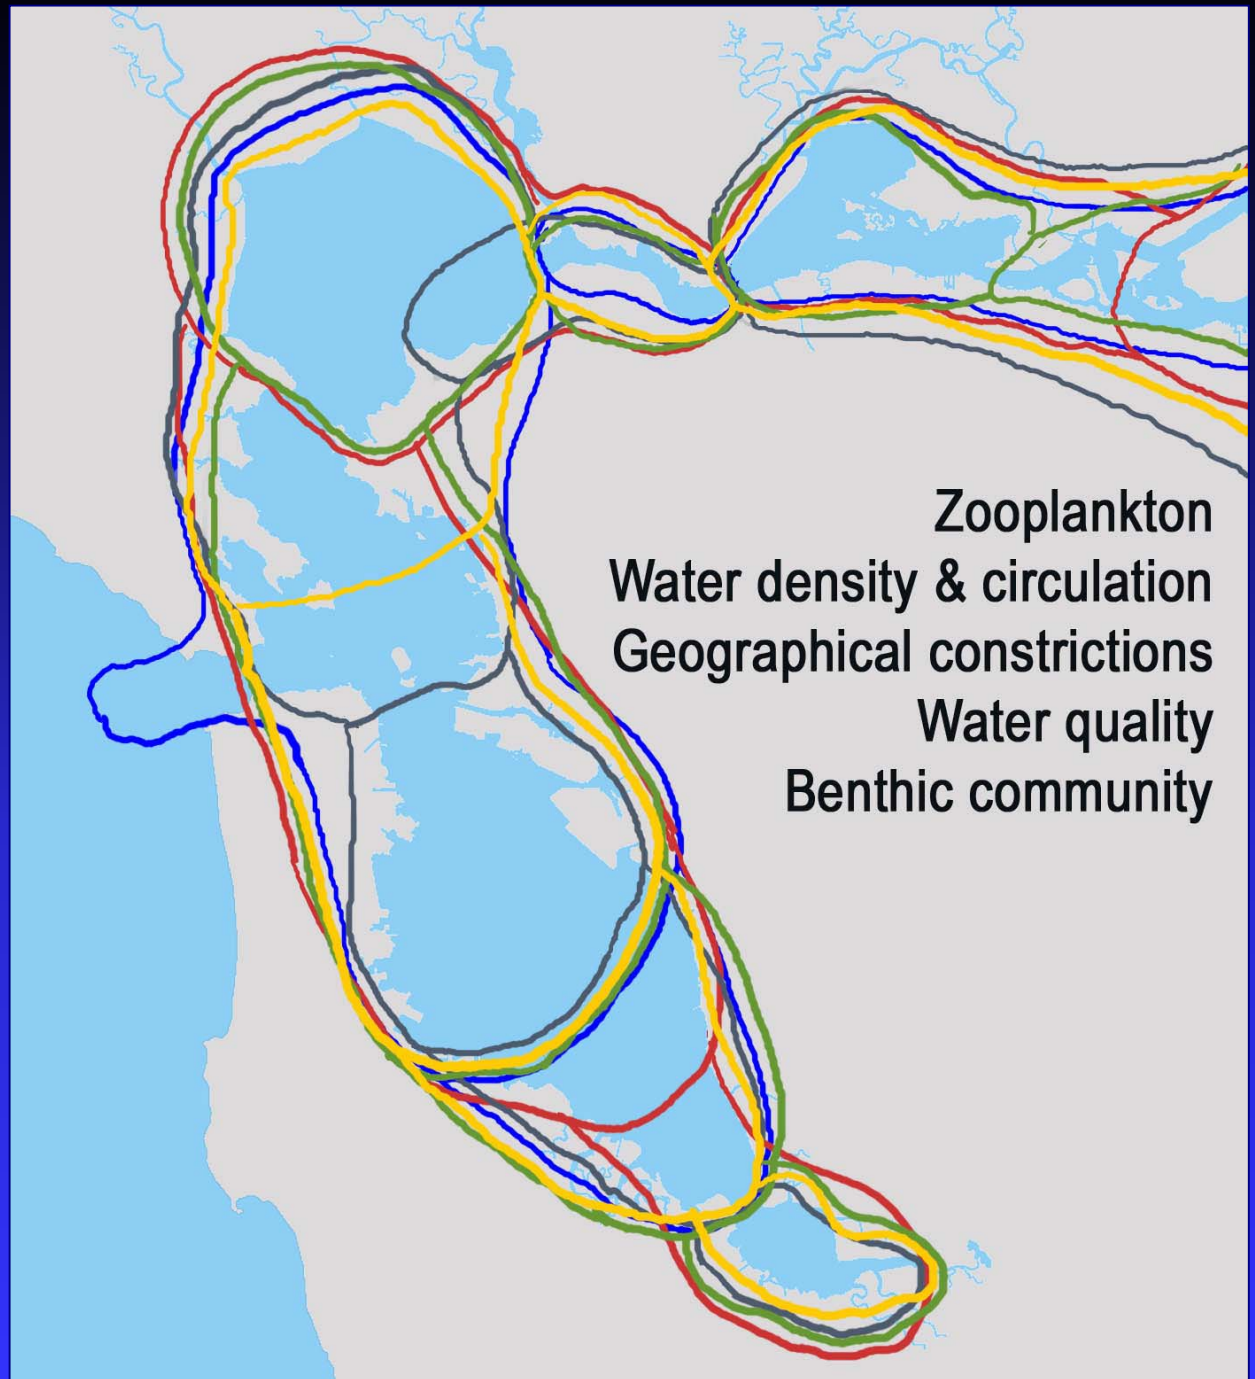 Zooplankton
Water density & circulation
Geographical constrictions
Water quality
Benthic community